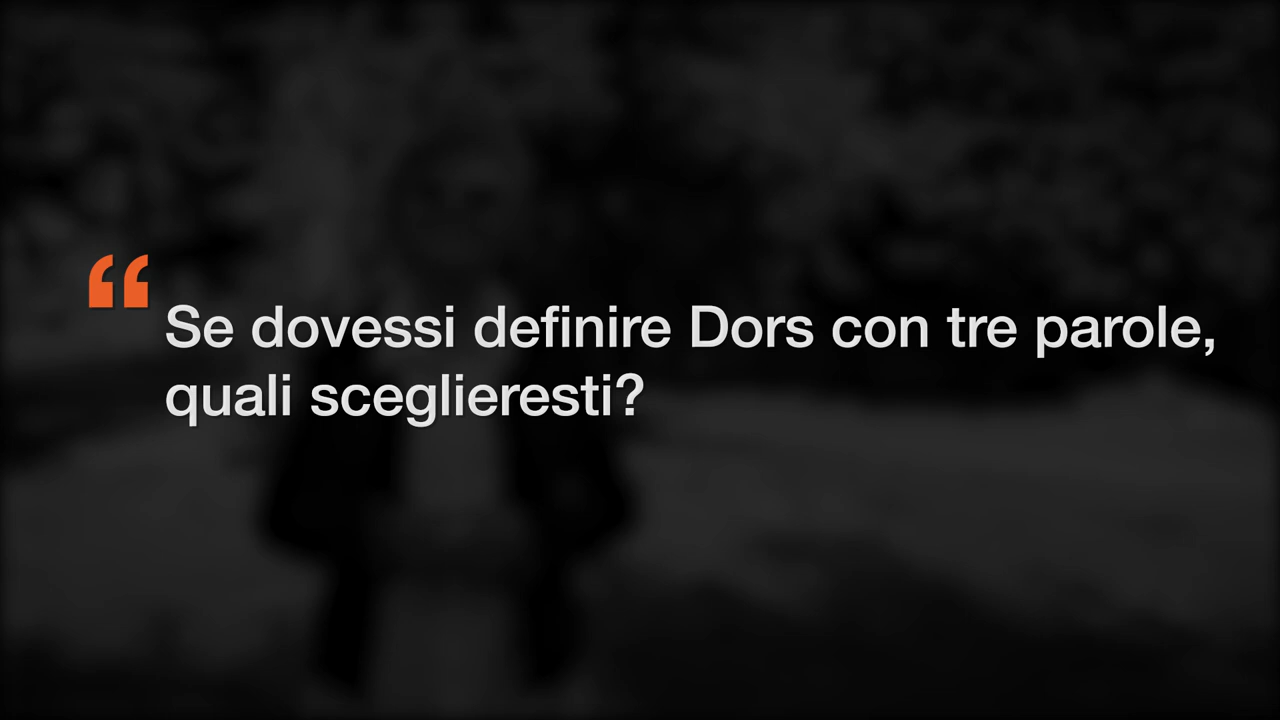 “Se dovessi definire Dors con tre parole,
quali sceglieresti?